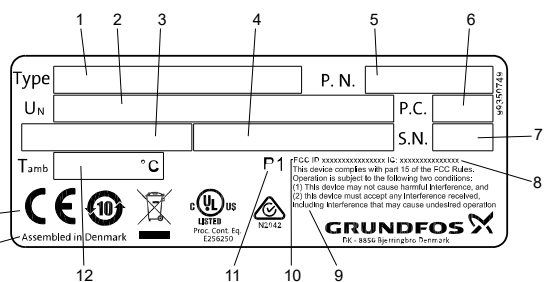 1 2 3 4 5 6
Type P. N.
UN P.C.
99350749
S.N. 7
Tamb °C P1 FCC ID xxxxxxxxxxxxxxxx IC: xxxxxxxxxxxxxxx
This device complies with part 15 of the FCC Rules. 8
Operation is subject to the following two conditions:
(1) This device may not cause harmful Interference, and
(2) this device must accept any Interference received,
Including Interference that may cause undesired operation
CE 10 c UL US
LISTED
Proc. Cont. Eq.
E256250
N2042
GRUNDFOS X
Assembled in Denmark
DK - 8850 Bjerringbro Denmark
12 11 10 9